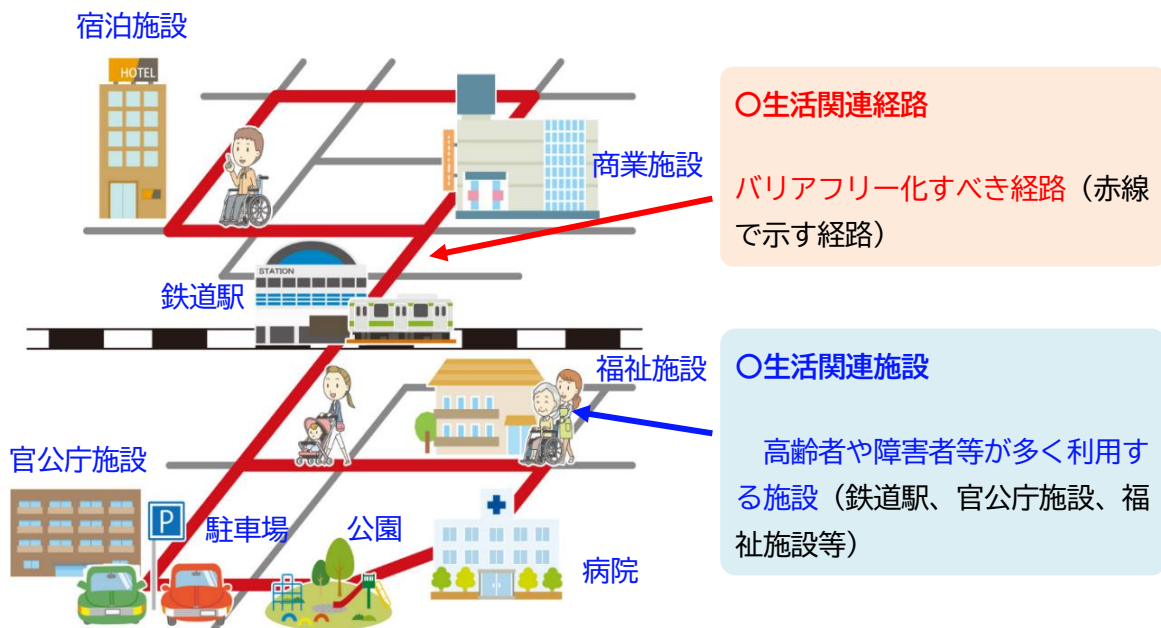 宿泊施設
HOTEL
商業施設
〇生活関連経路
バリアフリー化すべき経路（赤線
で示す経路）
STATION
鉄道駅
福祉施設
〇生活関連施設
高齢者や障害者等が多く利用す
る施設（鉄道駅、官公庁施設、福
祉施設等）
官公庁施設
P
駐車場
公園
病院